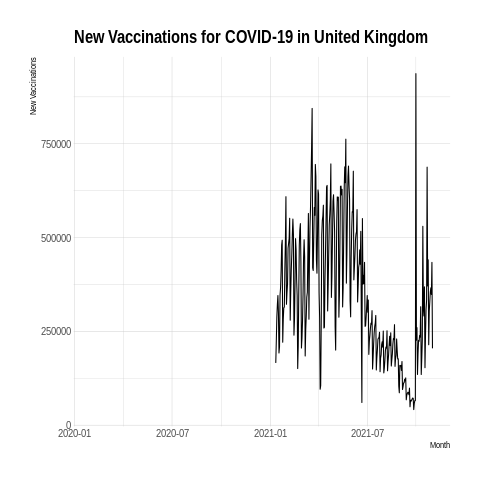 New Vaccinations for COVID-19 in United Kingdom
New Vaccinations
750000
500000
250000
0
2020-01 2020-07 2021-01 2021-07
Month